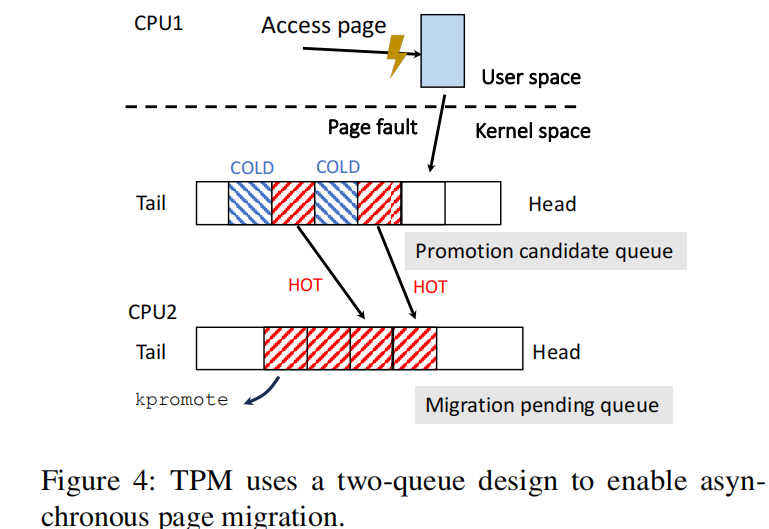 CPU1
Access page
User space
Page fault
Kernel space
COLD
COLD
Tail
Head
Promotion candidate queue
HOT
HOT
CPU2
Tail
Head
kpromote
Migration pending queue
Figure 4: TPM uses a two-queue design to enable asyn-
chronous page migration.